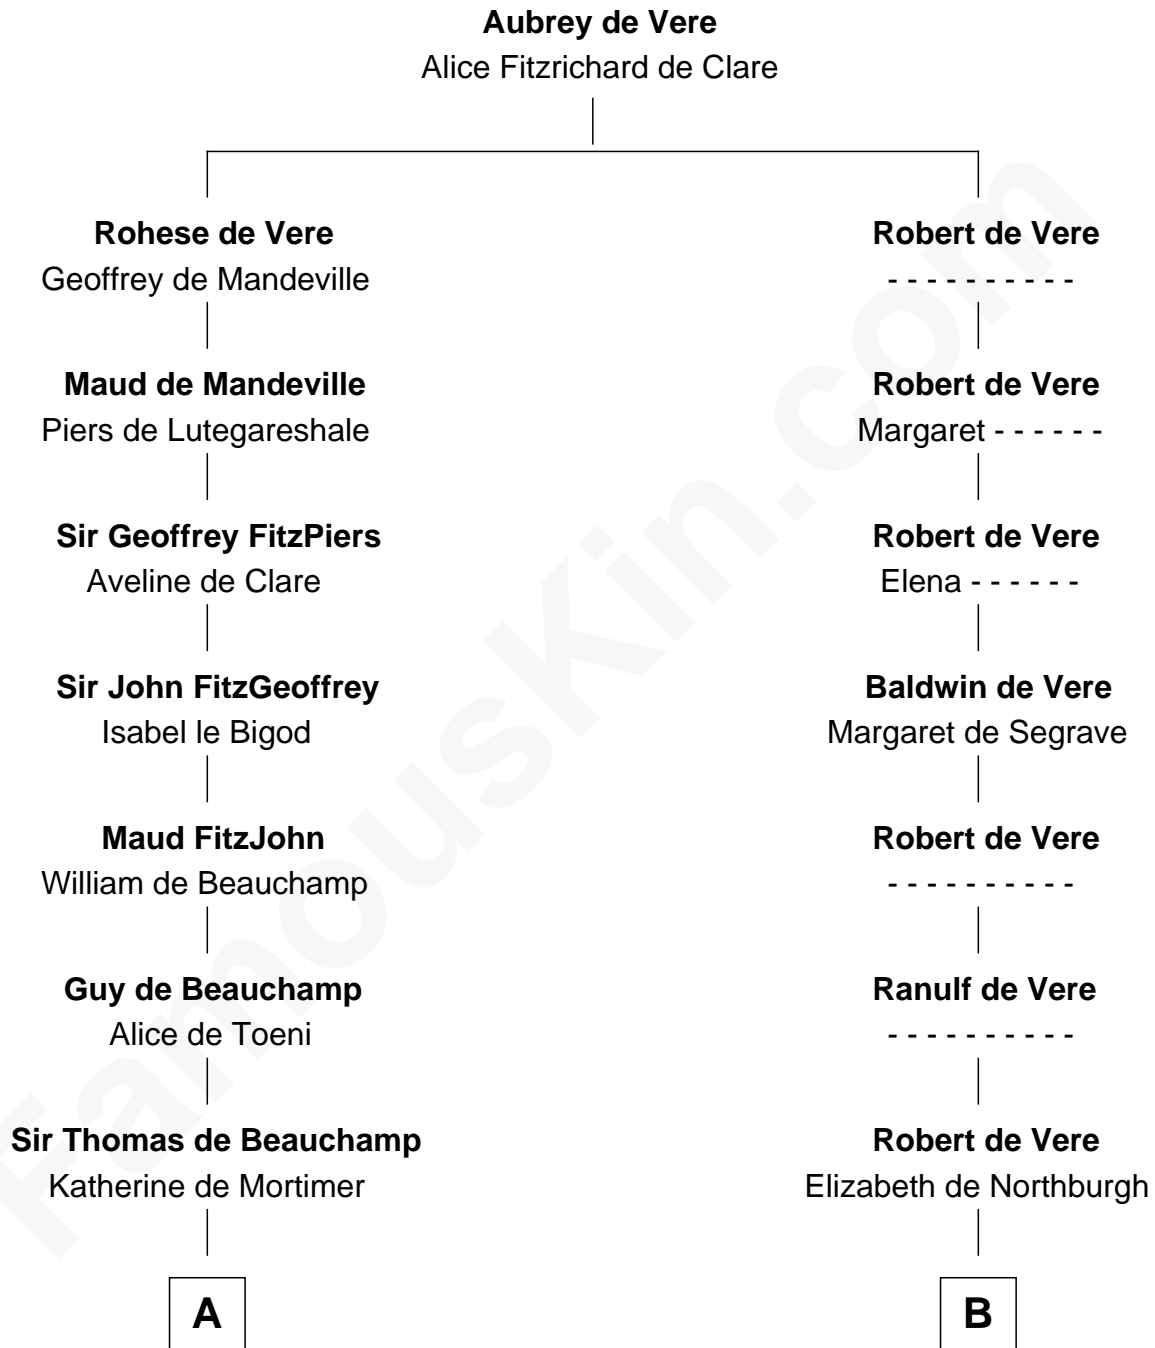 Aubrey de Vere
Alice Fitzrichard de Clare
Rohese de Vere
Geoffrey de Mandeville
Robert de Vere
- - - - - - - - - -
Maud de Mandeville
Piers de Lutegareshale
Robert de Vere
Margaret - - - - - -
Sir Geoffrey FitzPiers
Aveline de Clare
Robert de Vere
Elena - - - - - -
Sir John FitzGeoffrey
Isabel le Bigod
Baldwin de Vere
Margaret de Segrave
Maud FitzJohn
William de Beauchamp
Robert de Vere
- - - - - - - - - -
Guy de Beauchamp
Alice de Toeni
Ranulf de Vere
- - - - - - - - - -
Sir Thomas de Beauchamp
Katherine de Mortimer
Robert de Vere
Elizabeth de Northburgh
A
B
FamousKin.com